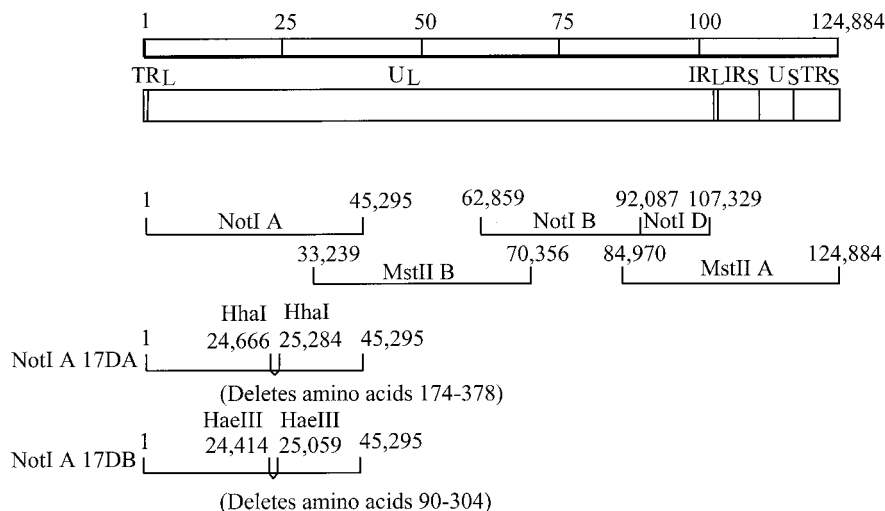 1 25 50 75 100 124,884
TRL UL IRL IRS US TRS
1 45,295 62,859 92,087 107,329
NotI A NotI B NotI D
33,239 70,356 84,970 124,884
MstII B MstII A
HhaI HhaI
1 24,666 25,284 45,295
NotI A 17DA
(Deletes amino acids 174-378)
HaeIII HaeIII
1 24,414 25,059 45,295
NotI A 17DB
(Deletes amino acids 90-304)